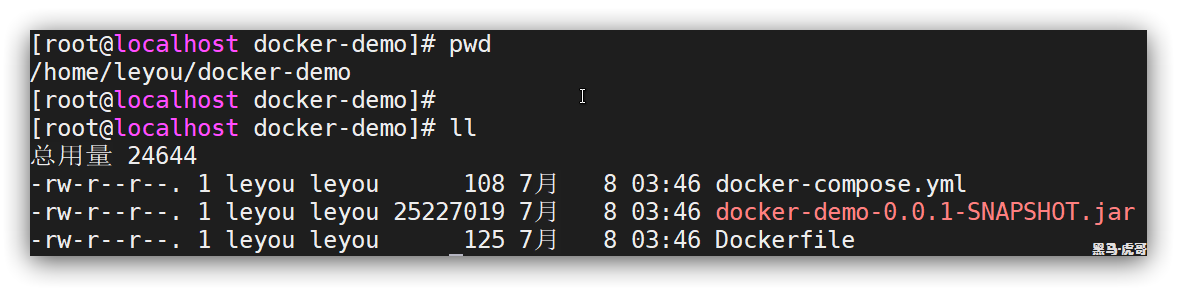 [root@localhost docker-demo]# pwd
/home/leyou/docker-demo
[root@localhost docker-demo]#
[root@localhost docker-demo]# ll
总用量 24644
-rw-r--r--. 1 leyou leyou      108 7月   8 03:46 docker-compose.yml
-rw-r--r--. 1 leyou leyou 25227019 7月   8 03:46 docker-demo-0.0.1-SNAPSHOT.jar
-rw-r--r--. 1 leyou leyou      125 7月   8 03:46 Dockerfile
黑马·虎哥